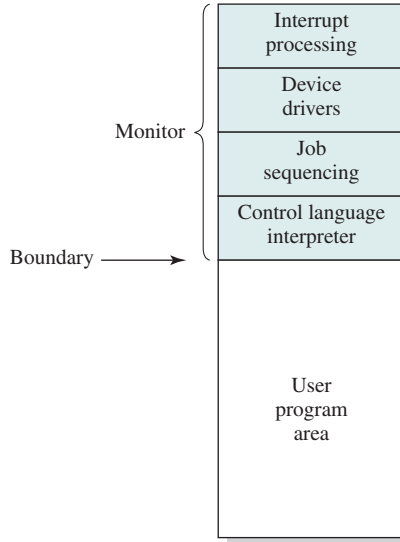 Interrupt
processing
Device
drivers
Monitor
Job
sequencing
Control language
interpreter
Boundary
User
program
area